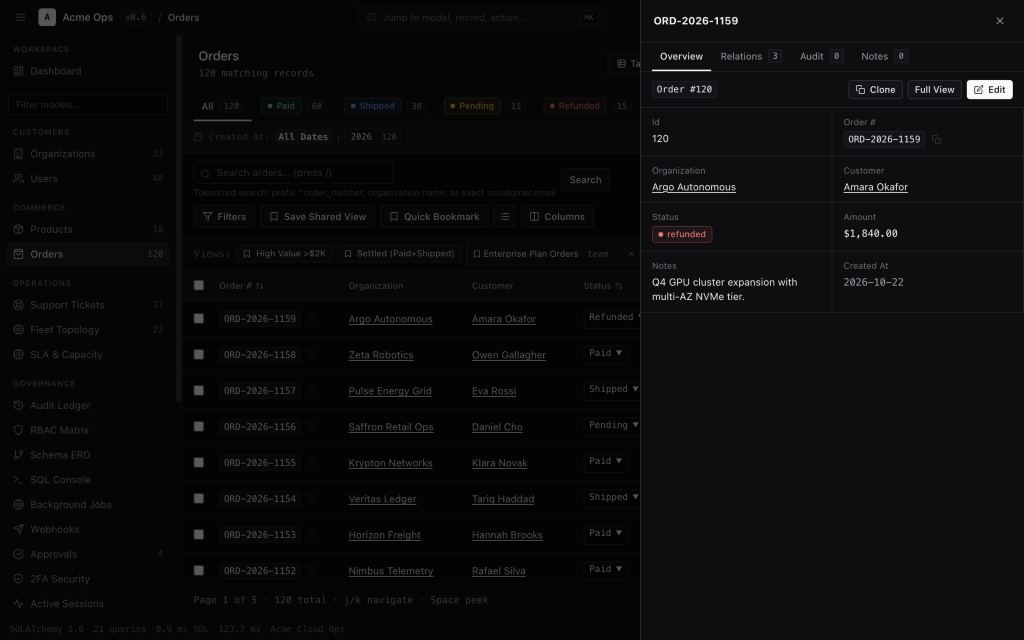 A Acme Ops v0.6 / Orders
Jump to model, record, action... ⌘K
WORKSPACE
Dashboard
Filter models...
CUSTOMERS
Organizations 32
Users 48
COMMERCE
Products 18
Orders 120
OPERATIONS
Support Tickets 37
Fleet Topology 22
SLA & Capacity
GOVERNANCE
Audit Ledger
RBAC Matrix
Schema ERD
SQL Console
Background Jobs
Webhooks
Approvals 4
2FA Security
Active Sessions
Orders
120 matching records
Ta
All 120 Paid 60 Shipped 30 Pending 15 Refunded 15
Created At: All Dates | 2026 120
Search orders... (press /)
Search
Tokenized search: prefix ^order_number, organization name, or exact =customer.email
Filters Save Shared View Quick Bookmark Columns
Views: High Value >$2K Settled (Paid+Shipped) Enterprise Plan Orders team ×
Order # ↑↓ Organization Customer Status ↑↓
ORD-2026-1159 Argo Autonomous Amara Okafor Refunded
ORD-2026-1158 Zeta Robotics Owen Gallagher Paid ▼
ORD-2026-1157 Pulse Energy Grid Eva Rossi Shipped ▼
ORD-2026-1156 Saffron Retail Ops Daniel Cho Pending ▼
ORD-2026-1155 Krypton Networks Klara Novak Paid ▼
ORD-2026-1154 Veritas Ledger Tariq Haddad Shipped ▼
ORD-2026-1153 Horizon Freight Hannah Brooks Paid ▼
ORD-2026-1152 Nimbus Telemetry Rafael Silva Paid ▼
Page 1 of 5 · 120 total · j/k navigate · Space peek
SQLAlchemy 2.0 21 queries 0.9 ms SQL 123.7 ms Acme Cloud Ops
ORD-2026-1159
Overview Relations 3 Audit 0 Notes 0
Order #120 Clone Full View Edit
Id
120
Order #
ORD-2026-1159
Organization
Argo Autonomous
Customer
Amara Okafor
Status
refunded
Amount
$1,840.00
Notes
Q4 GPU cluster expansion with
multi-AZ NVMe tier.
Created At
2026-10-22